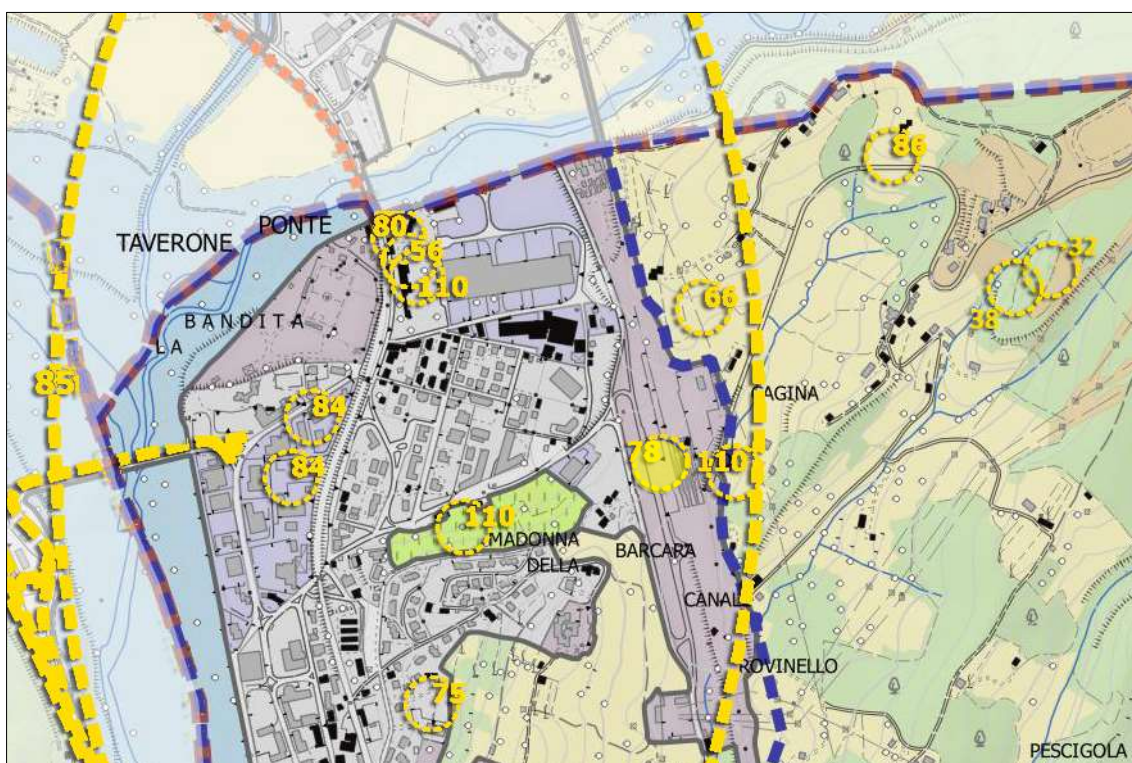 86
80
PONTE
TAVERONE
56
32
110
38
66
BANDITA
LA
85
AGINA
84
78
110
84
110
MADONNA
BARCARA
DELLA
CANAL
ROVINELLO
75
PESCIGOLA